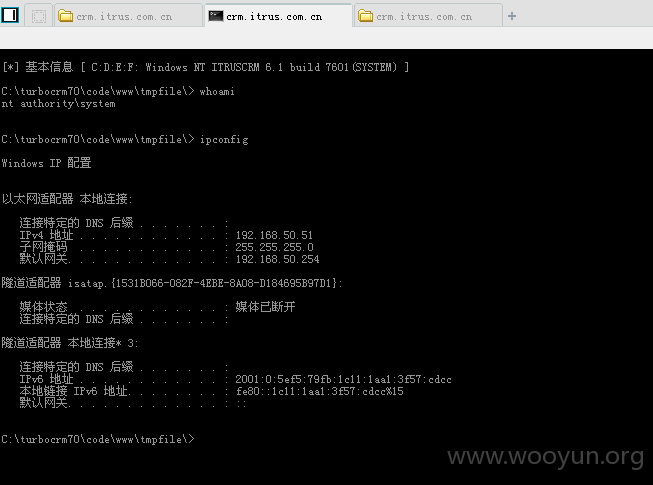 crm.itrus.com.cn crm.itrus.com.cn crm.itrus.com.cn +
[*] 基本信息 [ C:D:E:F: Windows NT ITRUSCRM 6.1 build 7601(SYSTEM) ]
C:\turbocrm70\code\www\tmpfile\> whoami
nt authority\system
C:\turbocrm70\code\www\tmpfile\> ipconfig
Windows IP 配置
以太网适配器 本地连接:
连接特定的 DNS 后缀 . . . . . . . :
IPv4 地址 . . . . . . . . . . . . : 192.168.50.51
子网掩码 . . . . . . . . . . . . : 255.255.255.0
默认网关. . . . . . . . . . . . . : 192.168.50.254
隧道适配器 isatap.{1531B066-082F-4EBE-8A08-D184695B97D1}:
媒体状态 . . . . . . . . . . . . : 媒体已断开
连接特定的 DNS 后缀 . . . . . . . :
隧道适配器 本地连接* 3:
连接特定的 DNS 后缀 . . . . . . . :
IPv6 地址 . . . . . . . . . . . . : 2001:0:5ef5:79fb:1c11:1aa1:3f57:cdcc
本地链接 IPv6 地址. . . . . . . . : fe80::1c11:1aa1:3f57:cdcc%15
默认网关. . . . . . . . . . . . . : ::
C:\turbocrm70\code\www\tmpfile\>
www.wooyun.org